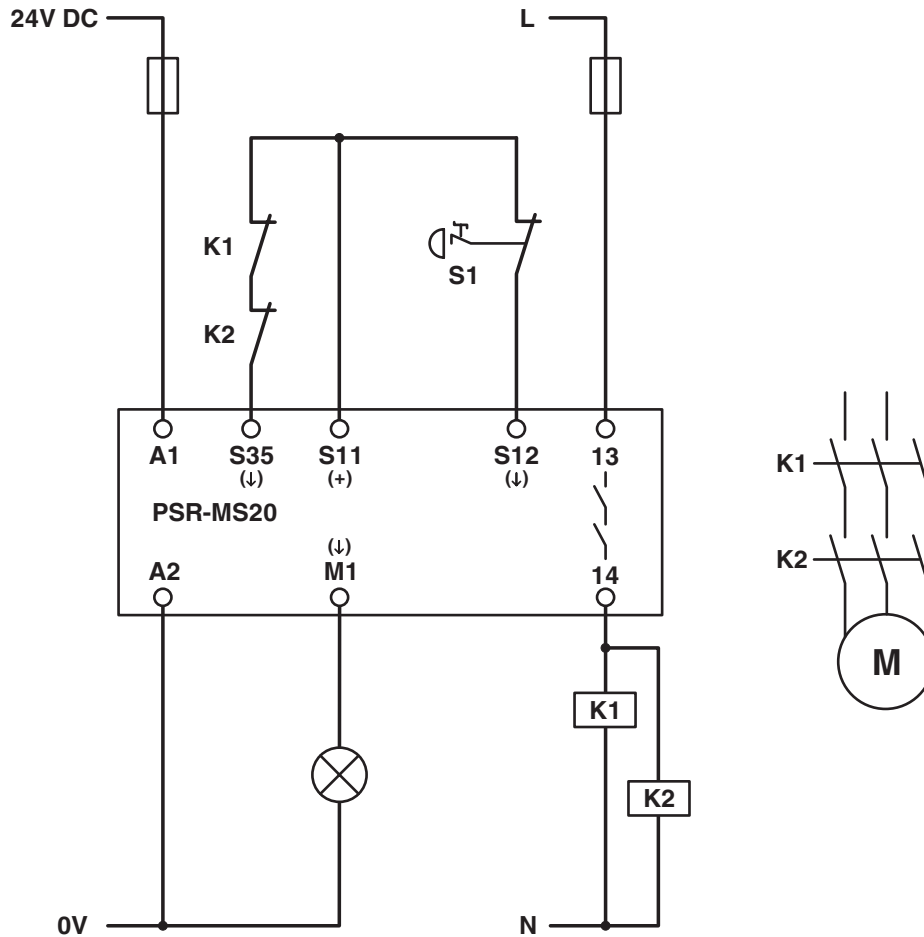 24V DC
L
K1
S1
K2
A1
S35
S11
S12
13
(↓)
(+)
(↓)
PSR-MS20
(↓)
A2
M1
14
K1
K2
K1
K2
M
0V
N